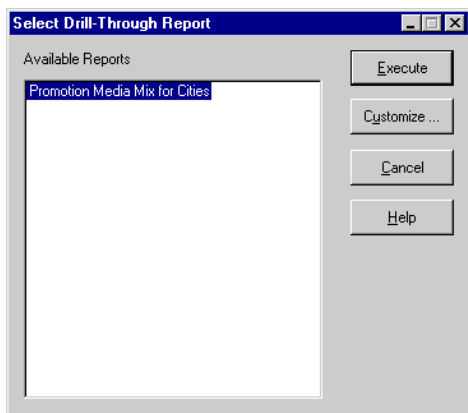 Select Drill-Through Report
Available Reports
Promotion Media Mix for Cities
Execute
Customize ...
Cancel
Help